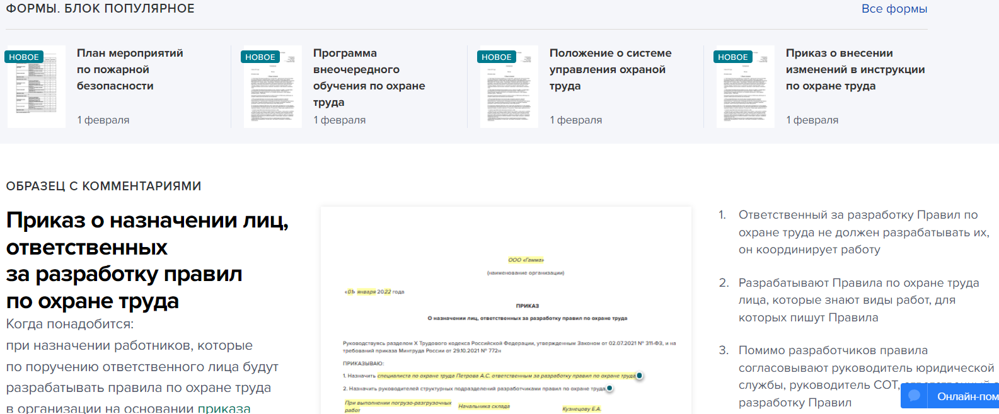 ФОРМЫ. БЛОК ПОПУЛЯРНОЕ
Все формы
НОВОЕ
План мероприятий
по пожарной
безопасности
1 февраля
НОВОЕ
Программа
внеочередного
обучения по охране
труда
1 февраля
НОВОЕ
Положение о системе
управления охраной
труда
1 февраля
НОВОЕ
Приказ о внесении
изменений в инструкции
по охране труда
1 февраля
ОБРАЗЕЦ С КОММЕНТАРИЯМИ
Приказ о назначении лиц,
ответственных
за разработку правил
по охране труда
Когда понадобится:
при назначении работников, которые
по поручению ответственного лица будут
разрабатывать правила по охране труда
в организации на основании приказа
ООО «Гамма»
(наименование организации)
«01» января 2022 года
ПРИКАЗ
О назначении лиц, ответственных за разработку правил по охране труда
Руководствуясь разделом X Трудового кодекса Российской Федерации, утвержденным Законом от 02.07.2021 № 311-ФЗ, и на
требований приказа Минтруда России от 29.10.2021 № 772н
ПРИКАЗЫВАЮ:
1. Назначить специалиста по охране труда Петрова А.С. ответственным за разработку правил по охране труда
2. Назначить руководителей структурных подразделений разработчиками правил по охране труда
При выполнении погрузо-разгрузочных
работ
Начальника склада
Кузнецову Е.А.
1. Ответственный за разработку Правил по
охране труда не должен разрабатывать их,
он координирует работу
2. Разрабатывают Правила по охране труда
лица, которые знают виды работ, для
которых пишут Правила
3. Помимо разработчиков правила
согласовывают руководитель юридической
службы, руководитель СОТ,
разработку Правил
Онлайн-пом